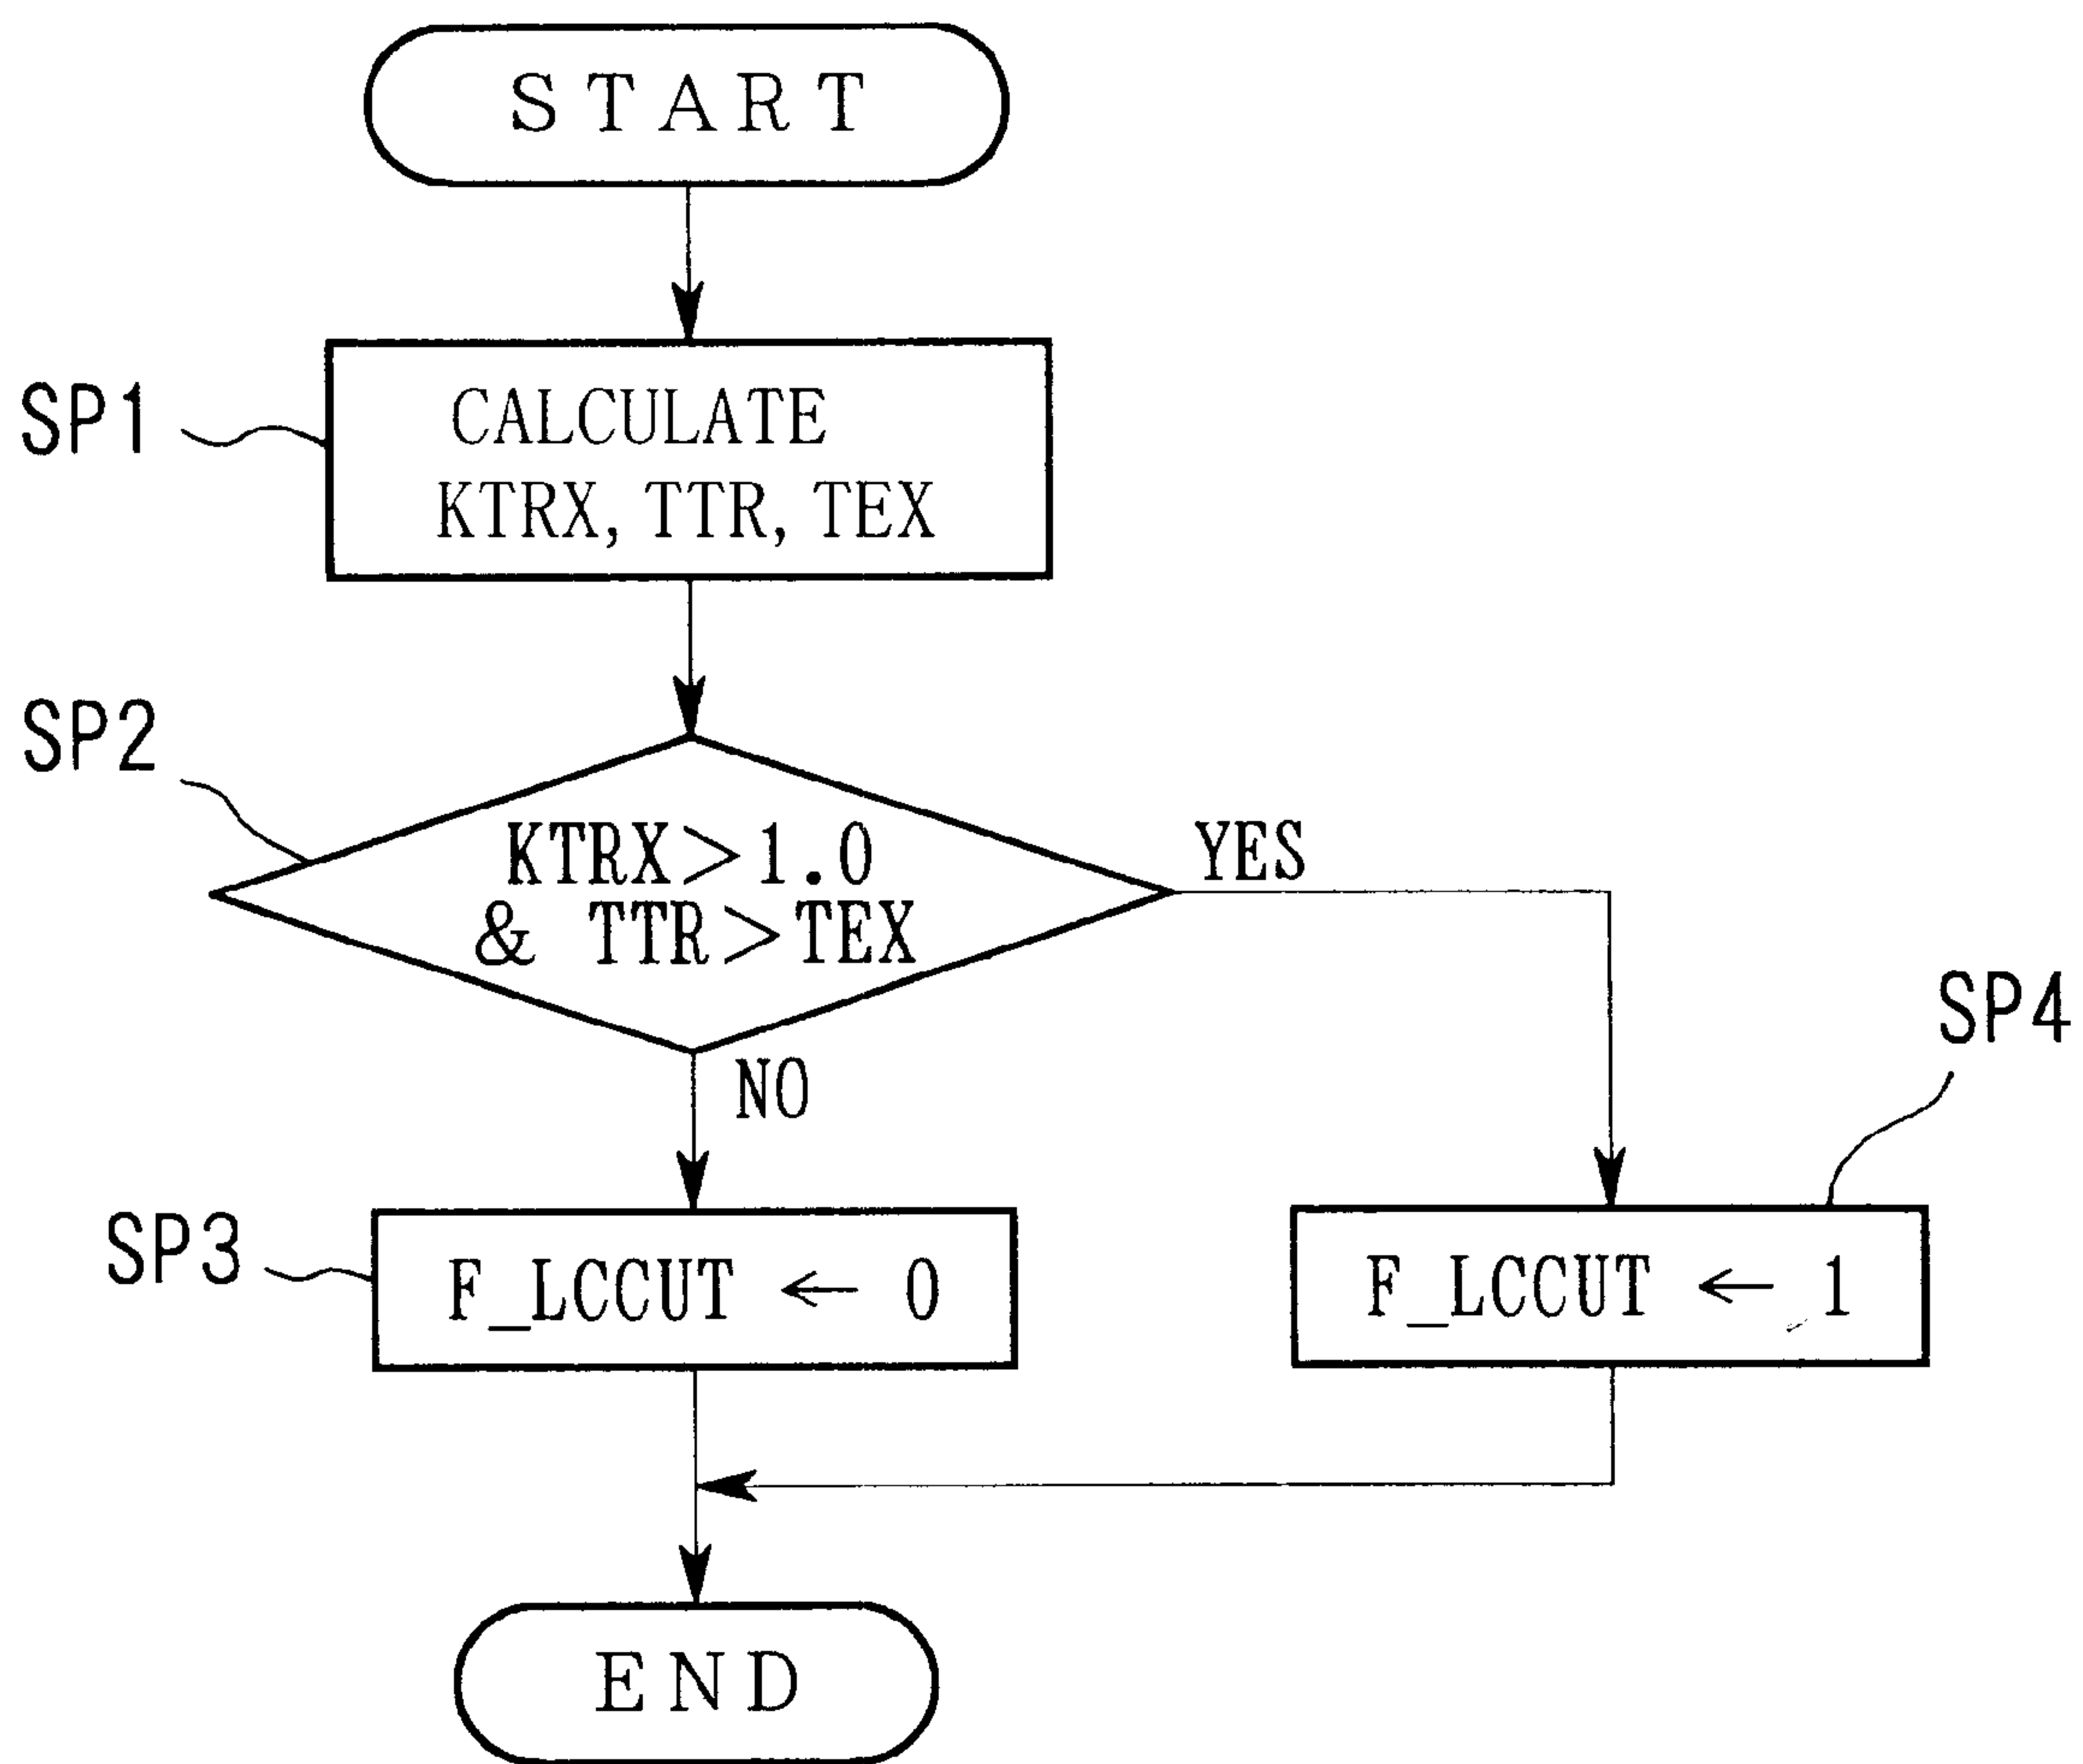 START
SP1
CALCULATE
KTRX, TTR, TEX
SP2
KTRX>1.0
& TTR>TEX
YES
NO
SP4
SP3
F_LCCUT ← 0
F_LCCUT ← 1
END